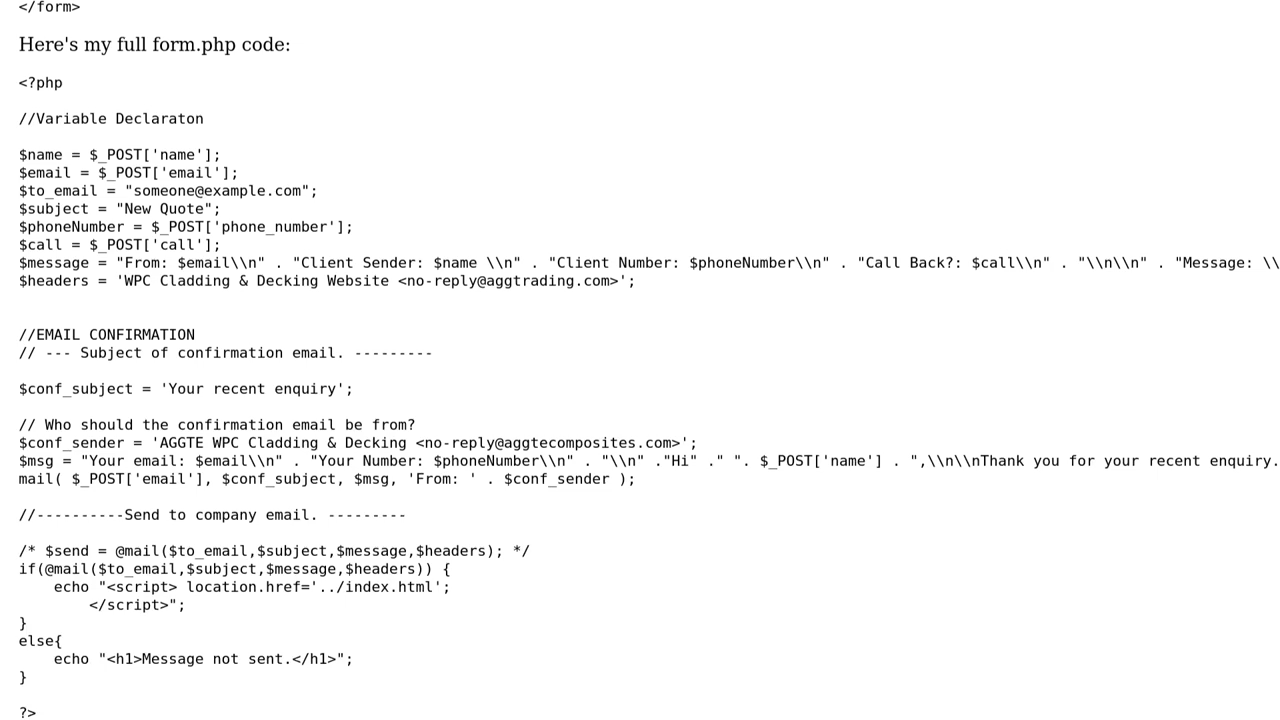 </form>
Here's my full form.php code:
<?php
//Variable Declaraton
$name = $_POST['name'];
$email = $_POST['email'];
$to_email = "someone@example.com";
$subject = "New Quote";
$phoneNumber = $_POST['phone_number'];
$call = $_POST['call'];
$message = "From: $email\\n" . "Client Sender: $name \\n" . "Client Number: $phoneNumber\\n" . "Call Back?: $call\\n" . "\\n\\n" . "Message: \\
$headers = 'WPC Cladding & Decking Website <no-reply@aggtrading.com>';
//EMAIL CONFIRMATION
// --- Subject of confirmation email. ---------
$conf_subject = 'Your recent enquiry';
// Who should the confirmation email be from?
$conf_sender = 'AGGTE WPC Cladding & Decking <no-reply@aggtecomposites.com>';
$msg = "Your email: $email\\n" . "Your Number: $phoneNumber\\n" . "\\n" ."Hi" ." ". $_POST['name'] . ",\\n\\nThank you for your recent enquiry.
mail( $_POST['email'], $conf_subject, $msg, 'From: ' . $conf_sender );
//----------Send to company email. ---------
/* $send = @mail($to_email,$subject,$message,$headers); */
if(@mail($to_email,$subject,$message,$headers)) {
    echo "<script> location.href='../index.html';
        </script>";
}
else{
    echo "<h1>Message not sent.</h1>";
}
?>